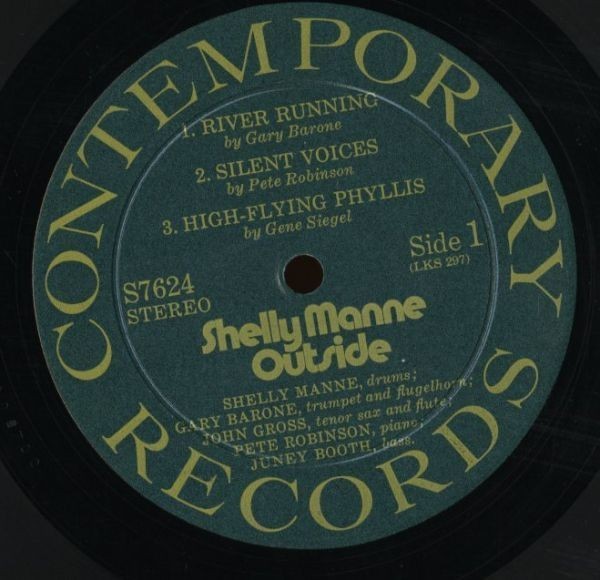 CONTEMPORARY
1. RIVER RUNNING
by Gary Barone
2. SILENT VOICES
by Pete Robinson
3. HIGH-FLYING PHYLLIS
by Gene Siegel
Side 1
(LKS 297)
S7624
STEREO
Shelly Manne
Outside
SHELLY MANNE, drums;
GARY BARONE, trumpet and flugelhorn;
JOHN GROSS, tenor sax and flute;
PETE ROBINSON, piano;
JUNEY BOOTH, bass.
RECORDS